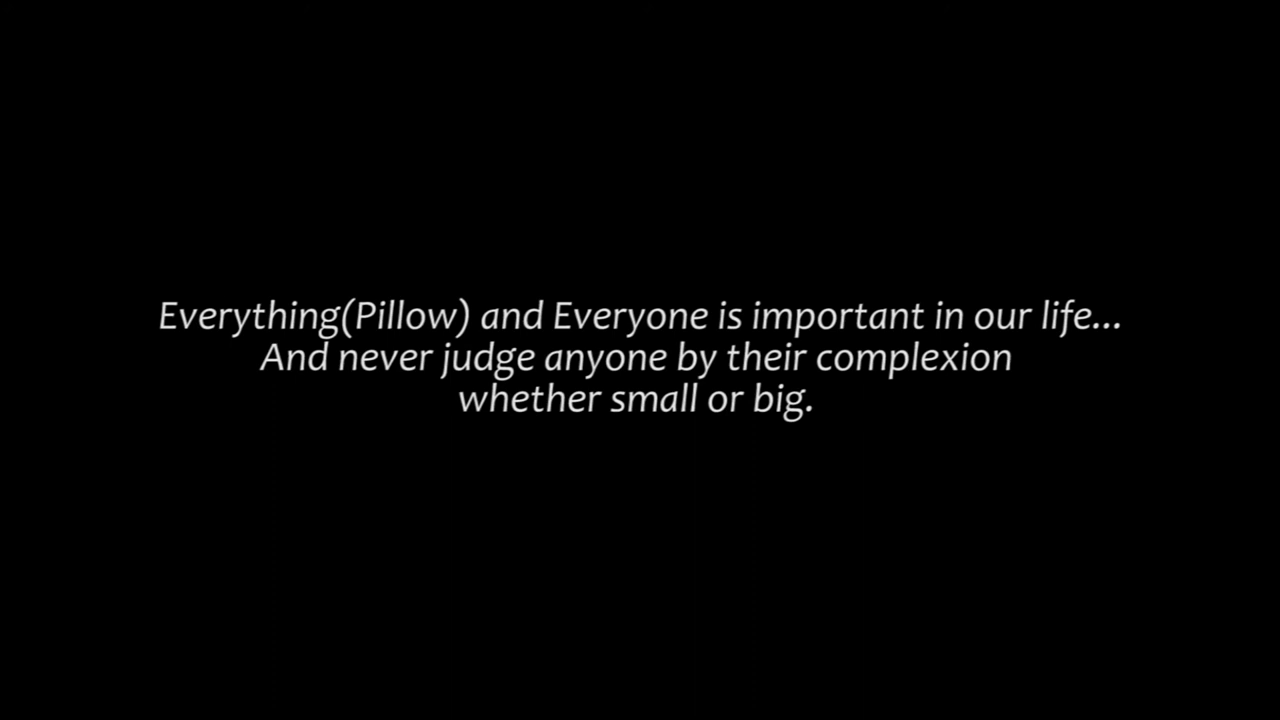 Everything(Pillow) and Everyone is important in our life...
And never judge anyone by their complexion
whether small or big.